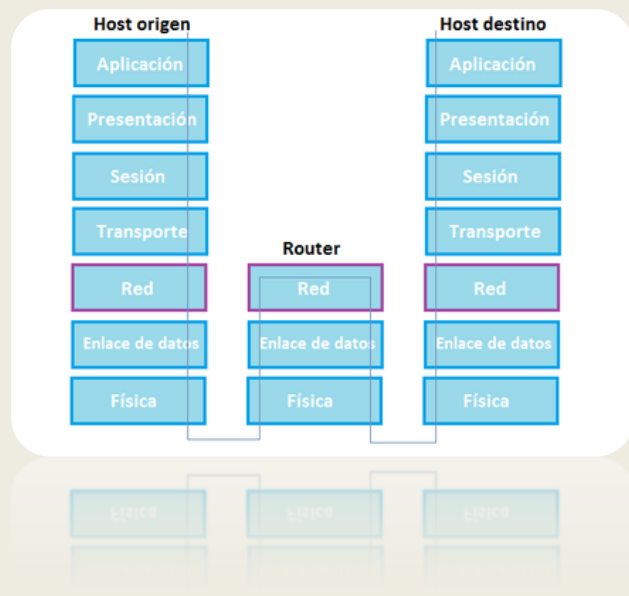 Host origen
Aplicación
Presentación
Sesión
Transporte
Red
Enlace de datos
Física
Router
Red
Enlace de datos
Física
Host destino
Aplicación
Presentación
Sesión
Transporte
Red
Enlace de datos
Física